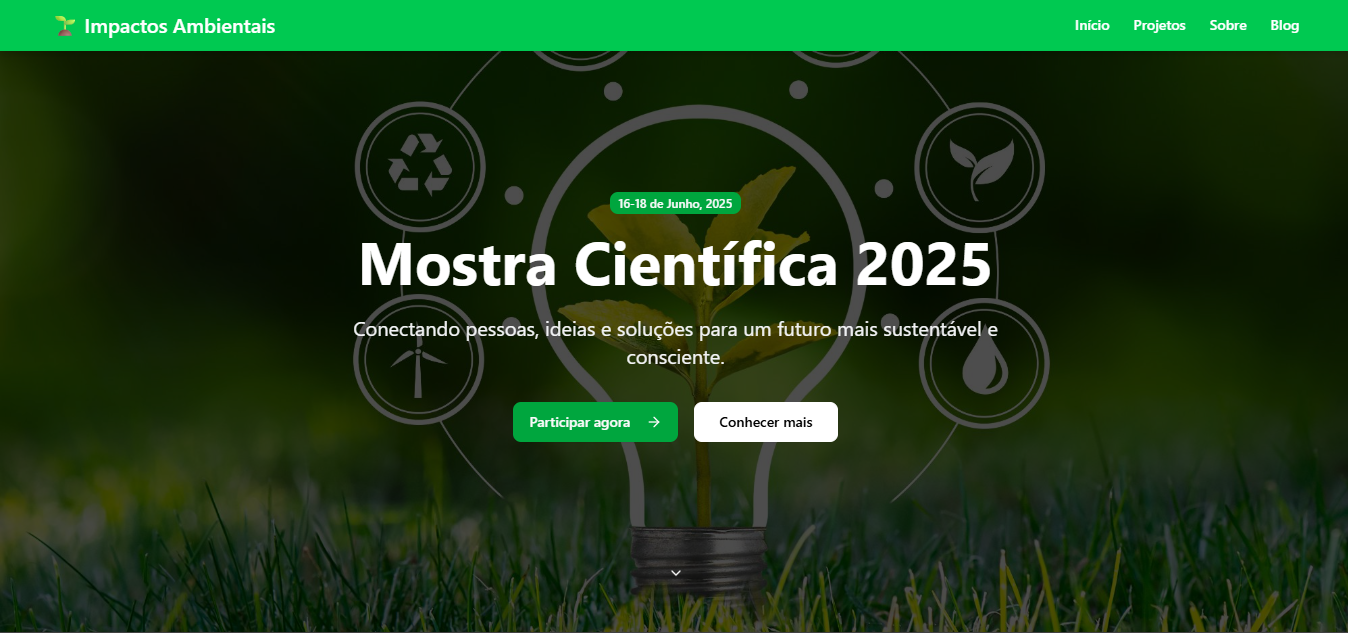 Impactos Ambientais
Início Projetos Sobre Blog
16-18 de Junho, 2025
Mostra Científica 2025
Conectando pessoas, ideias e soluções para um futuro mais sustentável e
consciente.
Participar agora
Conhecer mais